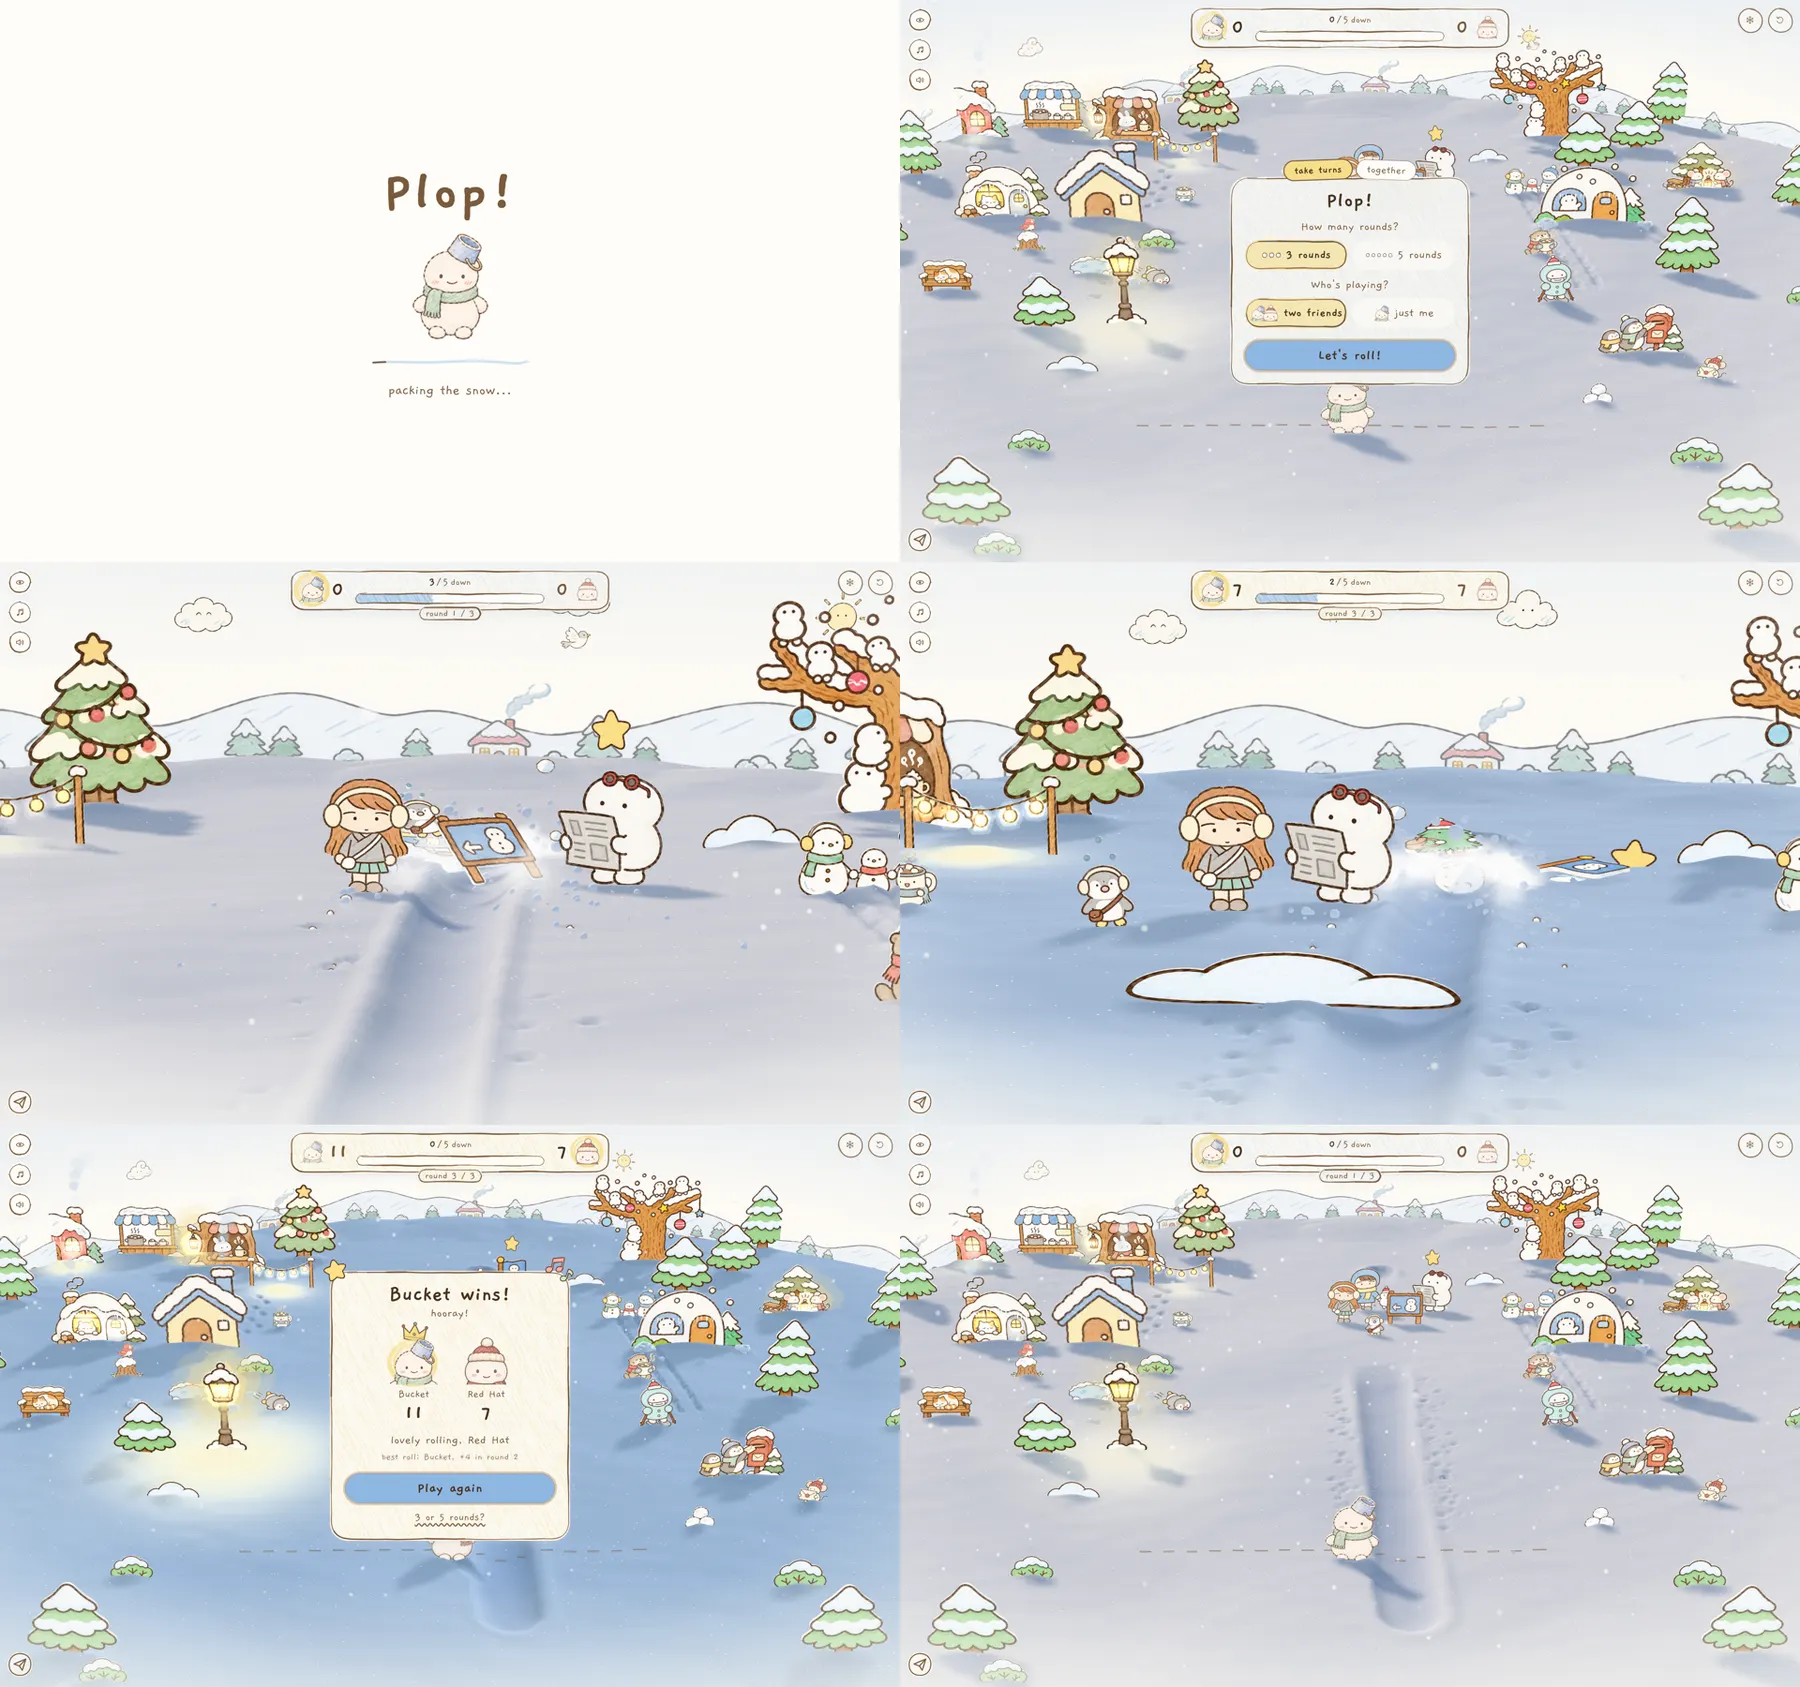 Plop!
packing the snow...
0
0/5 down
0
take turns
together
Plop!
How many rounds?
3 rounds
5 rounds
Who's playing?
two friends
just me
Let's roll!
0
3/5 down
0
round 1 / 3
7
2/5 down
7
round 3 / 3
11
0/5 down
7
round 3 / 3
Bucket wins!
hooray!
Bucket
Red Hat
11
7
lovely rolling, Red Hat
best roll: Bucket, +4 in round 2
Play again
3 or 5 rounds?
0
0/5 down
0
round 1 / 3